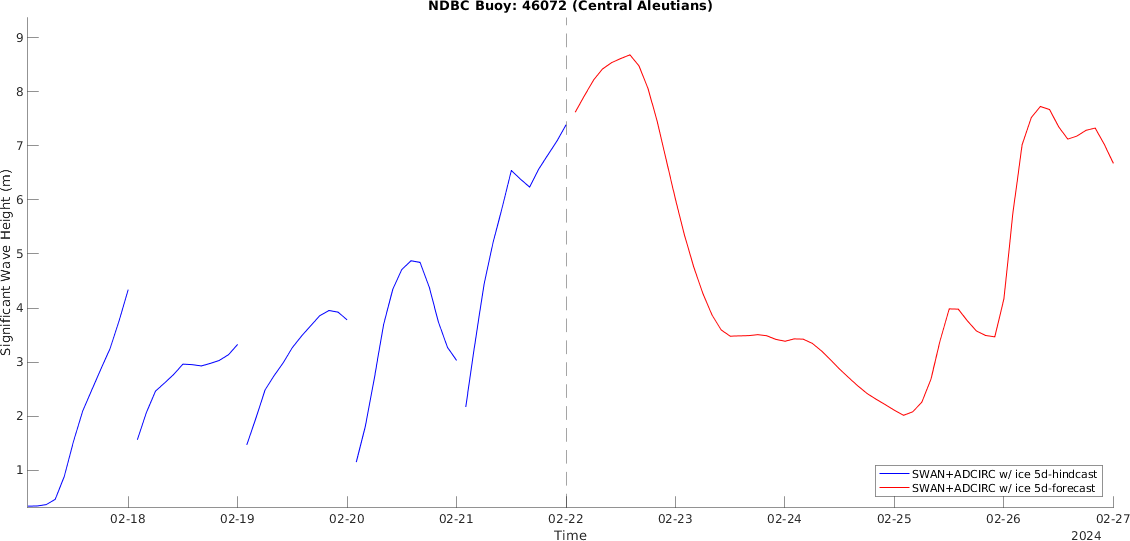 NDBC Buoy: 46072 (Central Aleutians)
9
8
7
6
5
4
3
2
1
Significant Wave Height (m)
SWAN+ADCIRC w/ ice 5d-hindcast
SWAN+ADCIRC w/ ice 5d-forecast
02-18 02-19 02-20 02-21 02-22 02-23 02-24 02-25 02-26 02-27
Time
2024